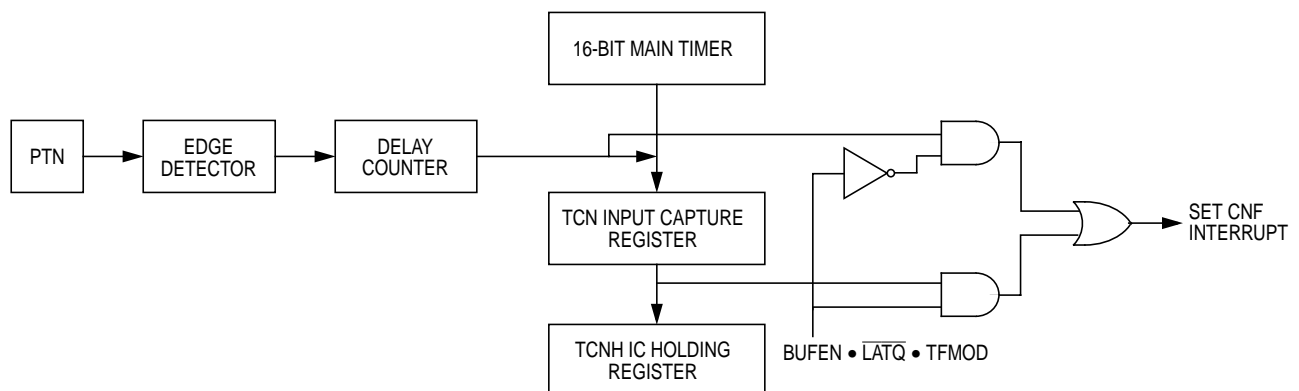 16-BIT MAIN TIMER
PTN
EDGE
DETECTOR
DELAY
COUNTER
TCN INPUT CAPTURE
REGISTER
SET CNF
INTERRUPT
TCNH IC HOLDING
REGISTER
BUFEN • L̅A̅T̅Q̅ • TFMOD